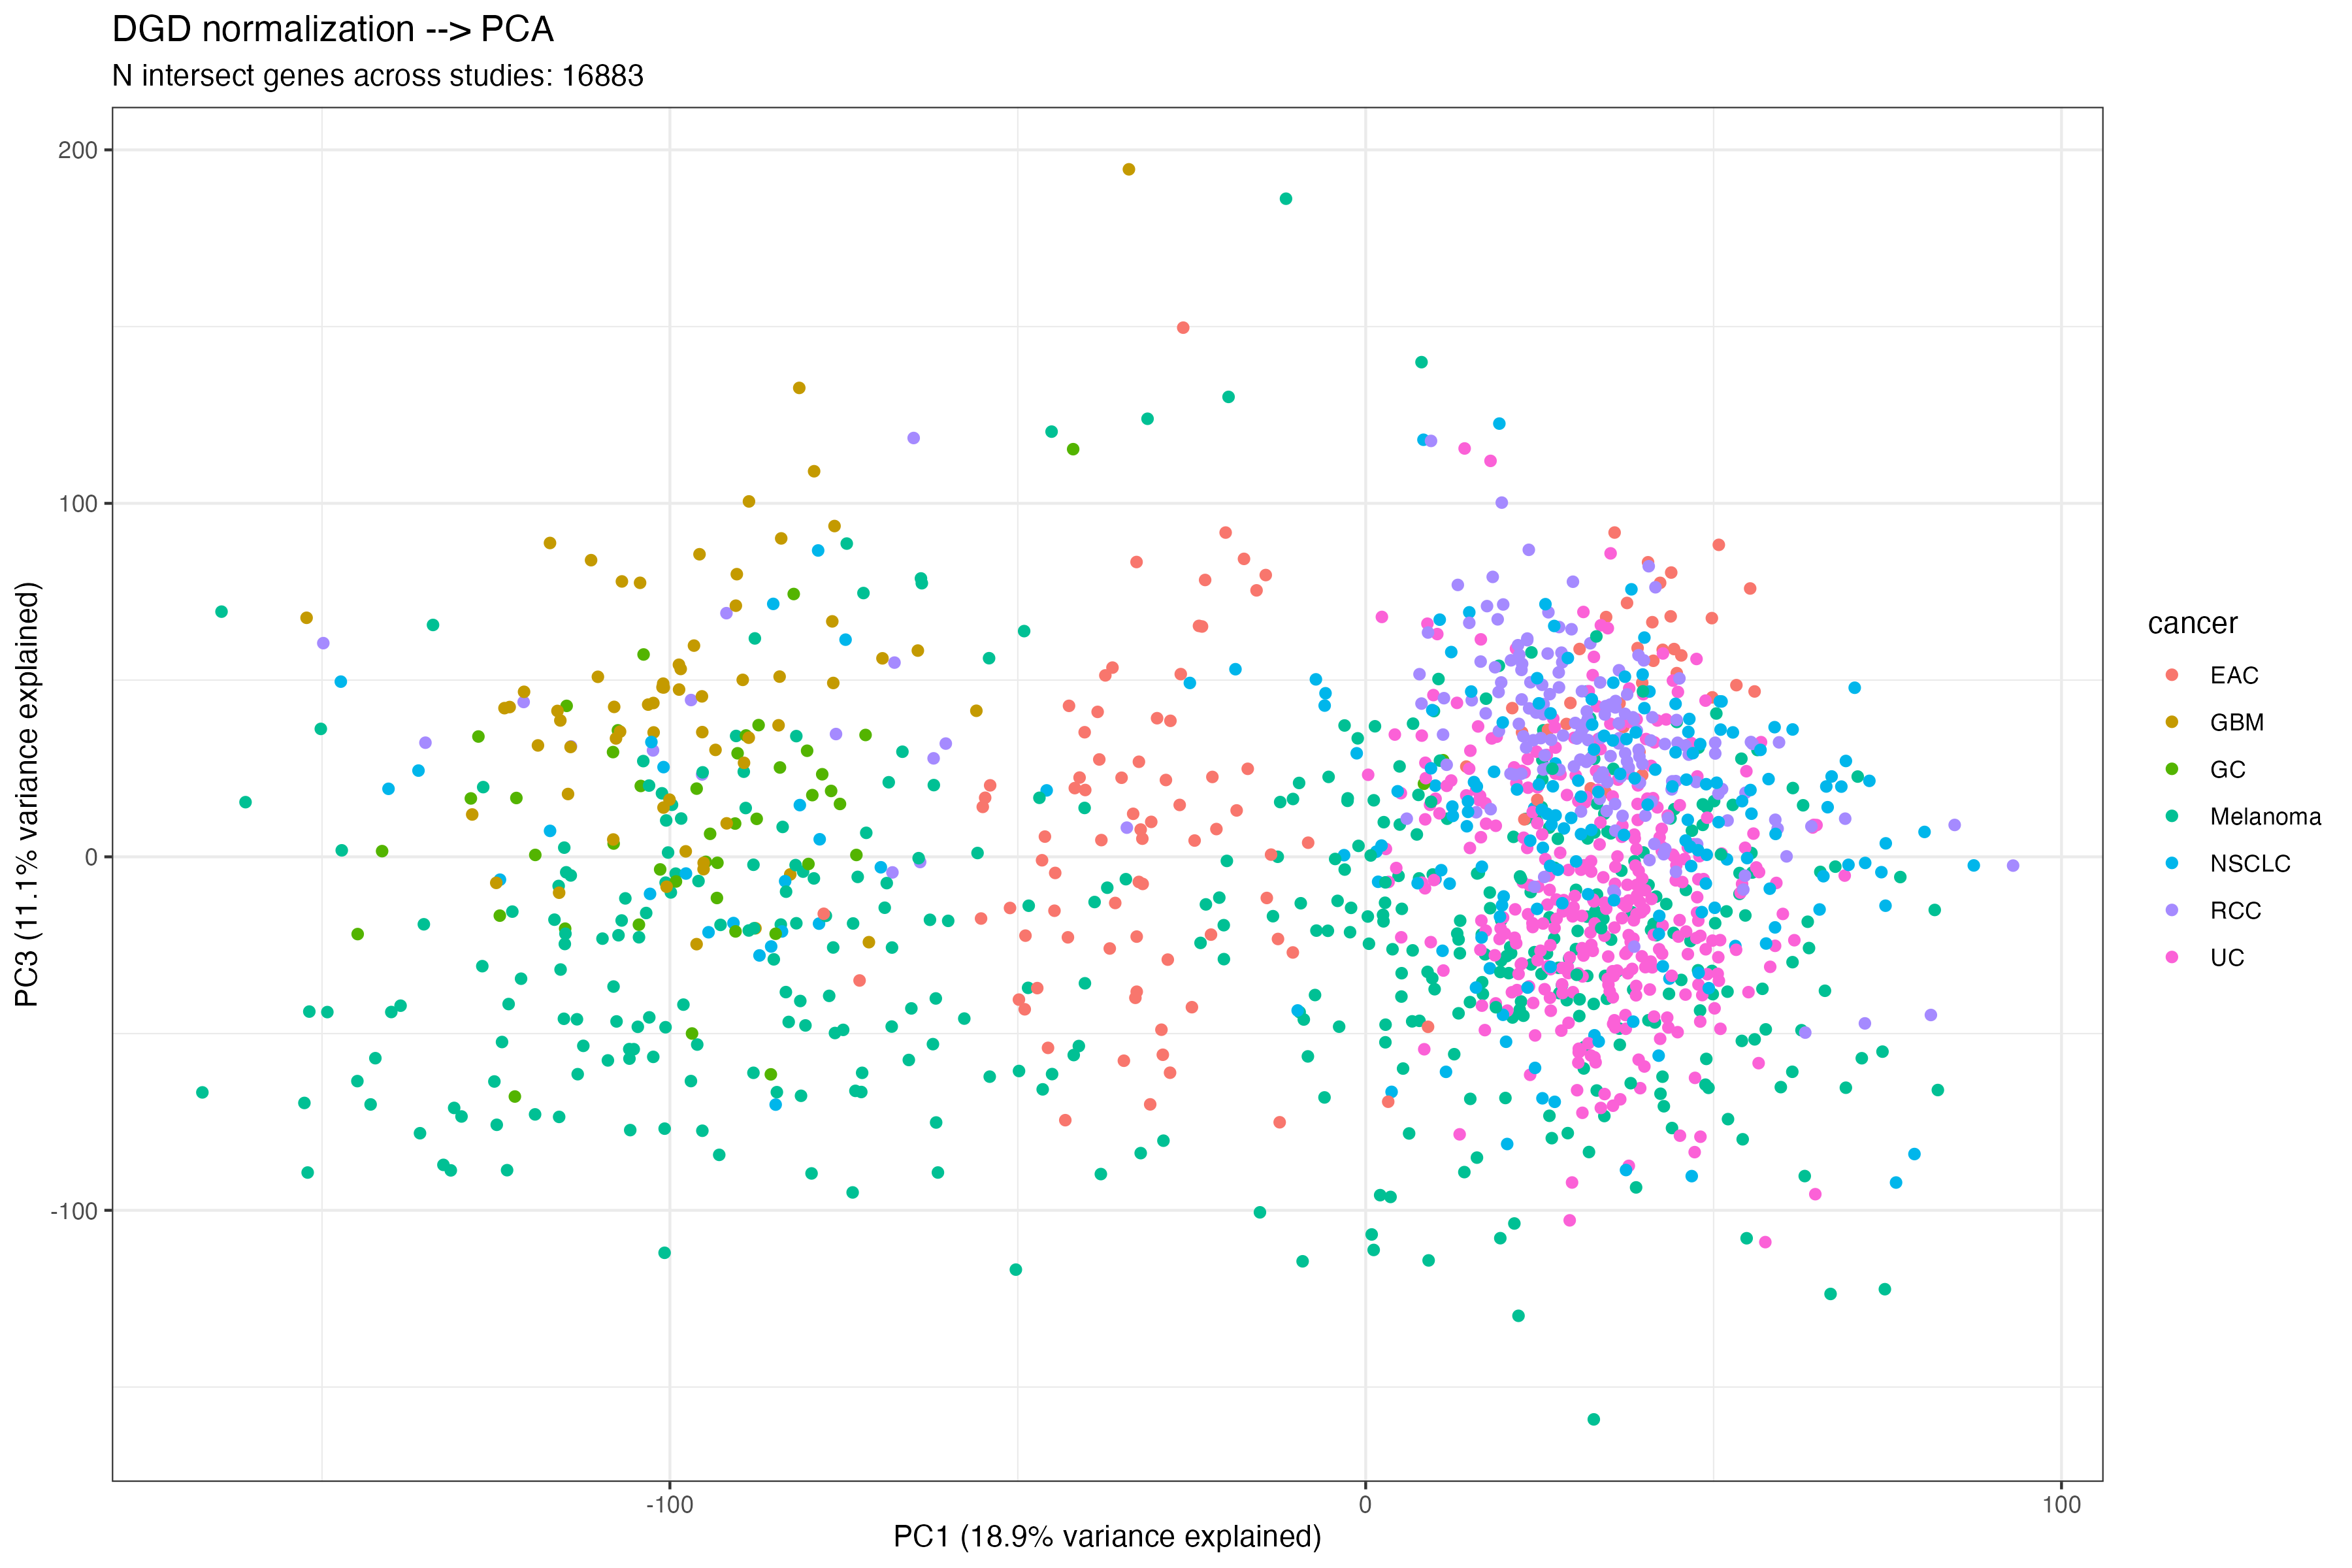 DGD normalization --> PCA
N intersect genes across studies: 16883
200
100
0
-100
PC3 (11.1% variance explained)
-100
0
100
PC1 (18.9% variance explained)
cancer
EAC
GBM
GC
Melanoma
NSCLC
RCC
UC